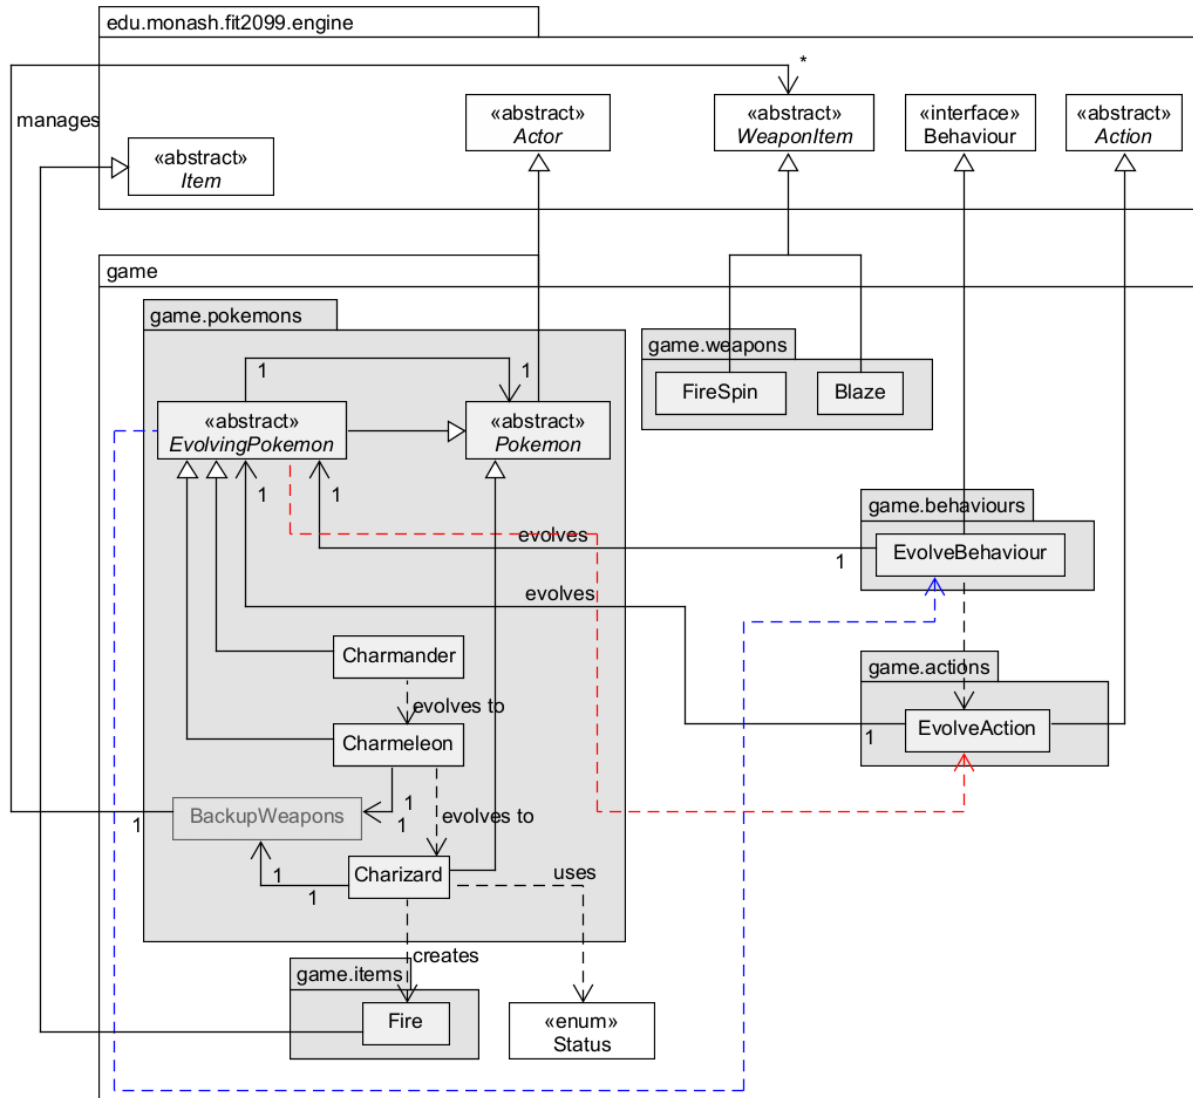 edu.monash.fit2099.engine
*
manages
«abstract»
Item
«abstract»
Actor
«abstract»
WeaponItem
«interface»
Behaviour
«abstract»
Action
game
game.pokemons
1
1
«abstract»
EvolvingPokemon
«abstract»
Pokemon
game.weapons
FireSpin
Blaze
1
1
game.behaviours
EvolveBehaviour
evolves
1
evolves
Charmander
evolves to
Charmeleon
game.actions
EvolveAction
1
BackupWeapons
1
1
1
evolves to
Charizard
1
1
uses
creates
game.items
Fire
«enum»
Status